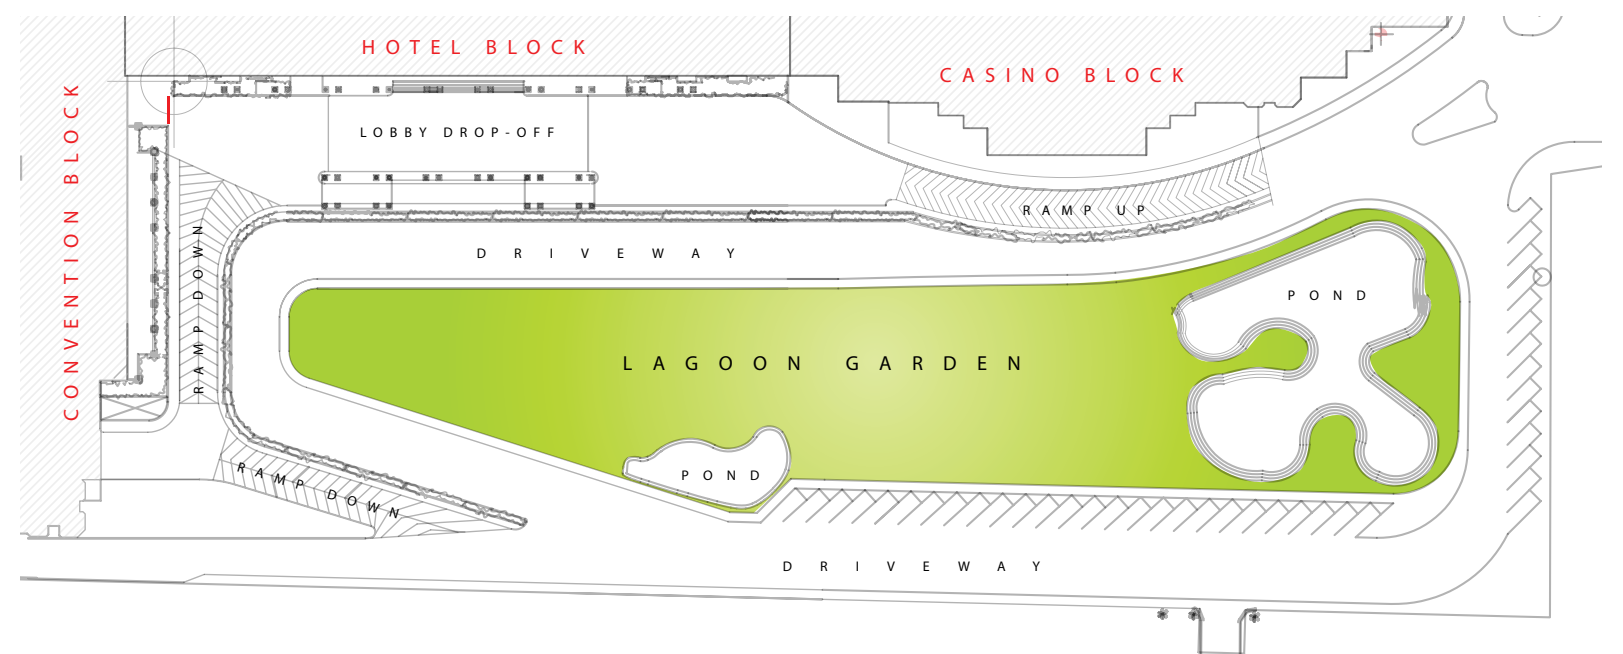 HOTEL BLOCK
CASINO BLOCK
CONVENTION BLOCK
LOBBY DROP-OFF
RAMP UP
RAMP DOWN
DRIVEWAY
POND
LAGOON GARDEN
POND
RAMP DOWN
DRIVEWAY